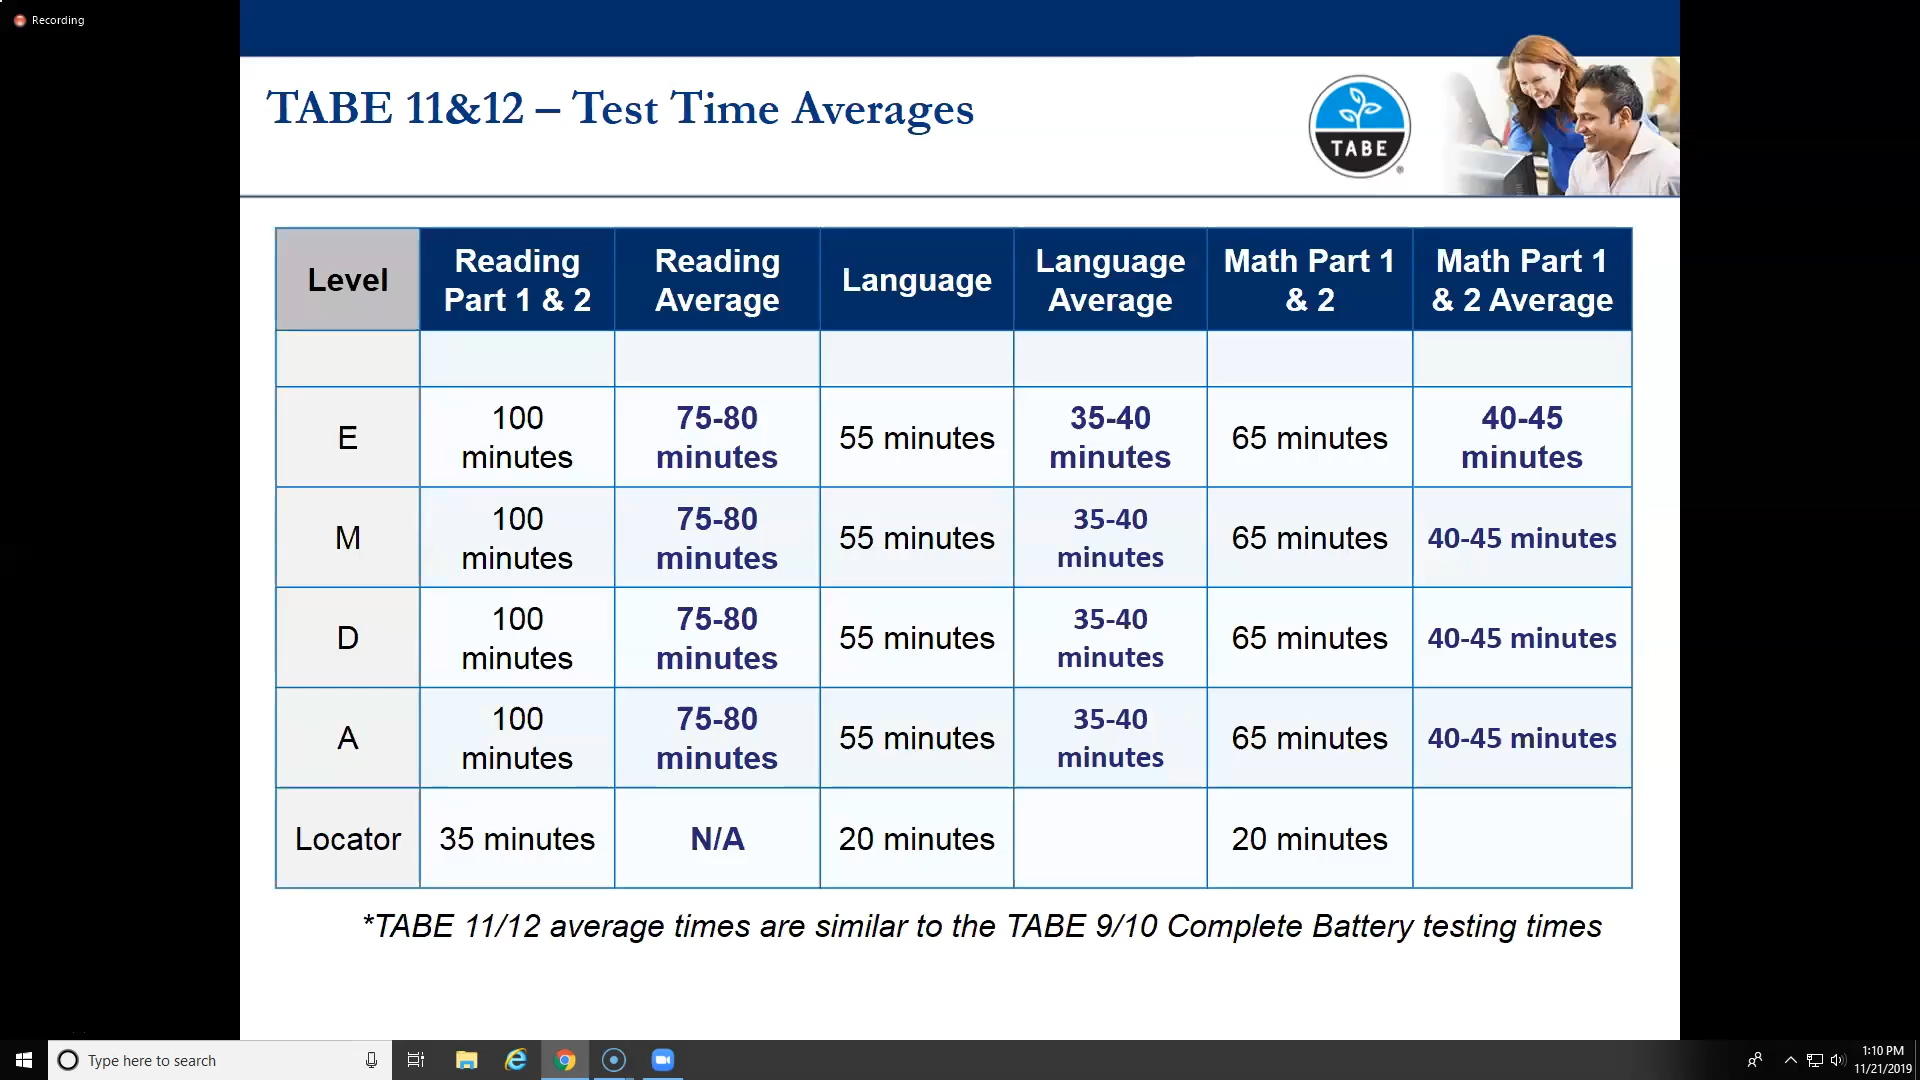 Recording
TABE 11&12 – Test Time Averages
TABE
®
Level
Reading
Part 1 & 2
Reading
Average
Language
Language
Average
Math Part 1
& 2
Math Part 1
& 2 Average
E
100
minutes
75-80
minutes
55 minutes
35-40
minutes
65 minutes
40-45
minutes
M
100
minutes
75-80
minutes
55 minutes
35-40
minutes
65 minutes
40-45 minutes
D
100
minutes
75-80
minutes
55 minutes
35-40
minutes
65 minutes
40-45 minutes
A
100
minutes
75-80
minutes
55 minutes
35-40
minutes
65 minutes
40-45 minutes
Locator
35 minutes
N/A
20 minutes
20 minutes
*TABE 11/12 average times are similar to the TABE 9/10 Complete Battery testing times
Type here to search
1:10 PM
11/21/2019